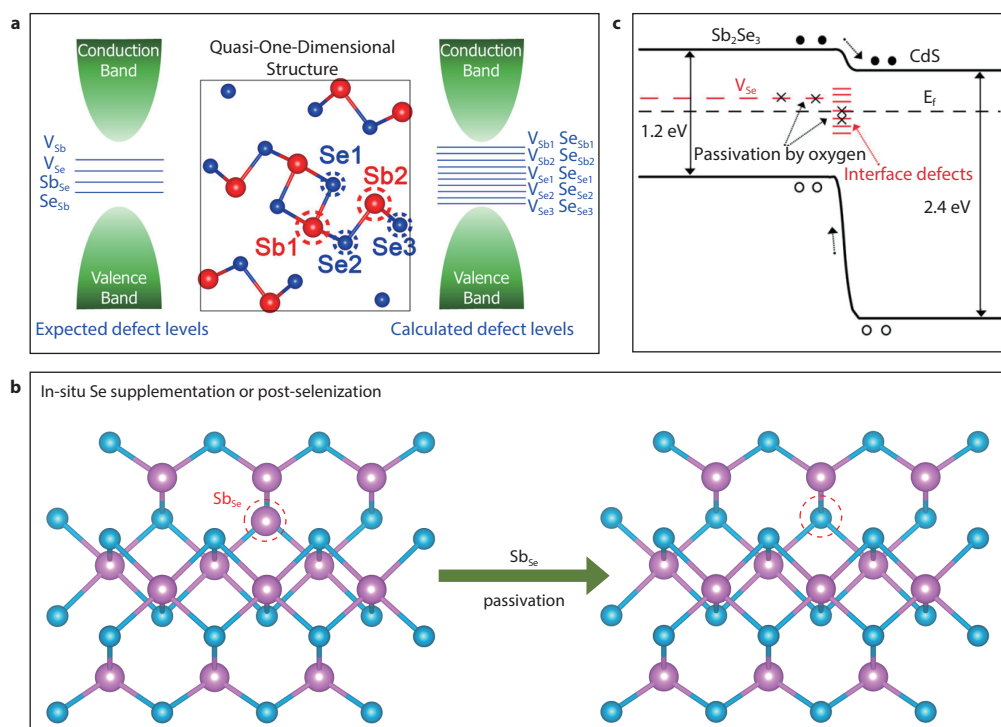 a
Conduction
Band
V_Sb
V_Se
Sb_Se
Se_Sb
Valence
Band
Expected defect levels
Quasi-One-Dimensional
Structure
Se1
Sb2
Sb1
Se2
Se3
Conduction
Band
V_Sb1 Se_Sb1
V_Sb2 Se_Sb2
V_Se1 Se_Se1
V_Se2 Se_Se2
V_Se3 Se_Se3
Valence
Band
Calculated defect levels
c
Sb₂Se₃
CdS
V_Se
E_f
1.2 eV
Passivation by oxygen
Interface defects
2.4 eV
b
In-situ Se supplementation or post-selenization
Sb_Se
Sb_Se
passivation